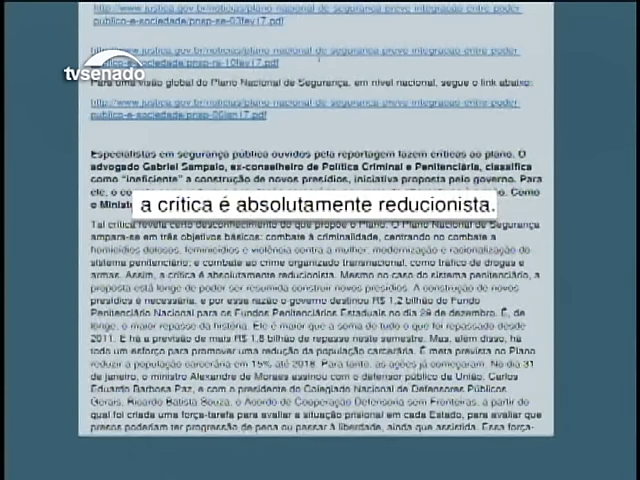 http://www.justica.gov.br/noticias/plano-nacional-de-seguranca-preve-integracao-entre-poder-
publico-e-sociedade/pnsp-se-03fev17.pdf
http://www.justica.gov.br/noticias/plano-nacional-de-seguranca-preve-integracao-entre-poder-
publico-e-sociedade/pnsp-rs-10fev17.pdf
tvsenado
Para uma visão global do Plano Nacional de Segurança, em nível nacional, segue o link abaixo:
http://www.justica.gov.br/noticias/plano-nacional-de-seguranca-preve-integracao-entre-poder-
publico-e-sociedade/pnsp-06jan17.pdf
Especialistas em segurança pública ouvidos pela reportagem fazem críticas ao plano. O
advogado Gabriel Sampaio, ex-conselheiro de Política Criminal e Penitenciária, classifica
como "ineficiente" a construção de novos presídios, iniciativa proposta pelo governo. Para
ele, o Como
o Ministé
a crítica é absolutamente reducionista.
Tal crítica revela certo desconhecimento do que propõe o Plano. O Plano Nacional de Segurança
ampara-se em três objetivos básicos: combate à criminalidade, centrando no combate a
homicídios dolosos, feminicídios e violência contra a mulher; modernização e racionalização do
sistema penitenciário; e combate ao crime organizado transnacional, como tráfico de drogas e
armas. Assim, a crítica é absolutamente reducionista. Mesmo no caso do sistema penitenciário, a
proposta está longe de poder ser resumida construir novos presídios. A construção de novos
presídios é necessária, e por essa razão o governo destinou R$ 1,2 bilhão do Fundo
Penitenciário Nacional para os Fundos Penitenciários Estaduais no dia 29 de dezembro. É, de
longe, o maior repasse da história. Ele é maior que a soma de tudo o que foi repassado desde
2011. E há a previsão de mais R$ 1,8 bilhão de repasse neste semestre. Mas, além disso, há
todo um esforço para promover uma redução da população carcerária. É meta prevista no Plano
reduzir a população carcerária em 15% até 2018. Para tanto, as ações já começaram. No dia 31
de janeiro, o ministro Alexandre de Moraes assinou com o defensor público de União, Carlos
Eduardo Barbosa Paz, e com a presidente do Colegiado Nacional de Defensores Públicos
Gerais, Ricardo Batista Souza, o Acordo de Cooperação Defensoria sem Fronteiras, a partir do
qual foi criada uma força-tarefa para avaliar a situação prisional em cada Estado, para avaliar que
presos poderiam ter progressão de pena ou passar à liberdade, ainda que assistida. Essa força-